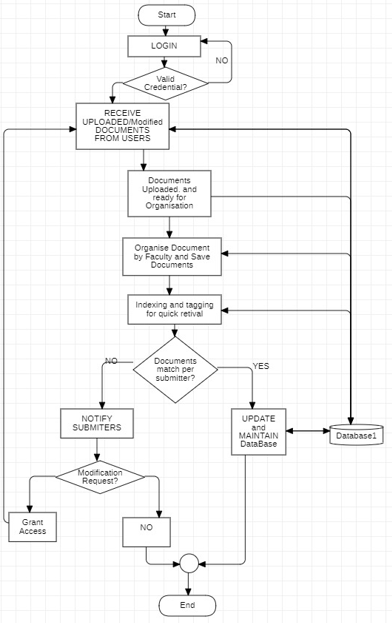 Start
LOGIN
NO
Valid
Credential?
RECEIVE
UPLOADED/Modified
DOCUMENTS
FROM USERS
Documents
Uploaded. and
ready for
Organisation
Organise Document
by Faculty and Save
Documents
Indexing and tagging
for quick retival
NO
Documents
match per
submitter?
YES
NOTIFY
SUBMITERS
UPDATE
and
MAINTAIN
DataBase
Database1
Modification
Request?
Grant
Access
NO
End